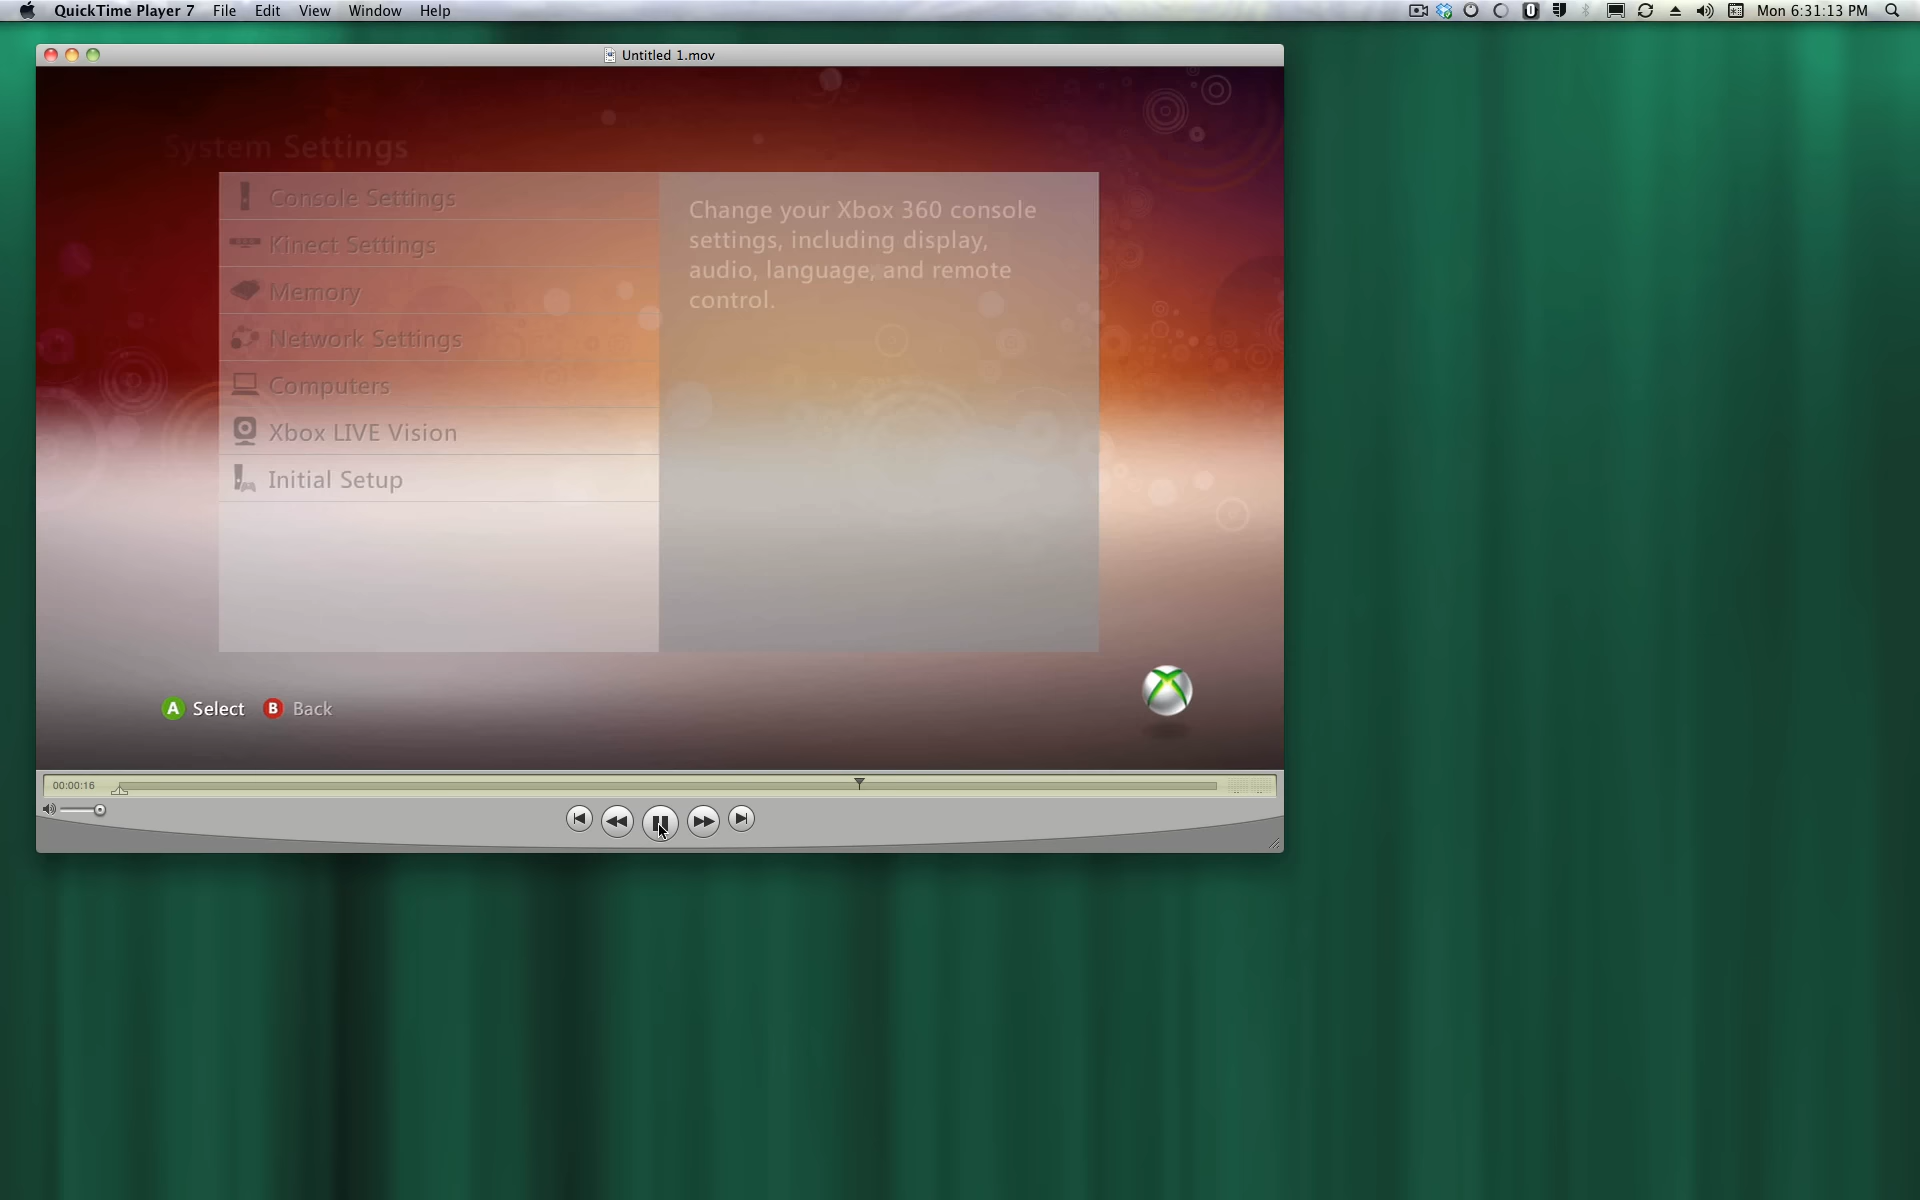 QuickTime Player 7 File Edit View Window Help Mon 6:31:13 PM
Untitled 1.mov
System Settings
Console Settings
Kinect Settings
Memory
Network Settings
Computers
Xbox LIVE Vision
Initial Setup
Change your Xbox 360 console
settings, including display,
audio, language, and remote
control.
A Select B Back
00:00:16